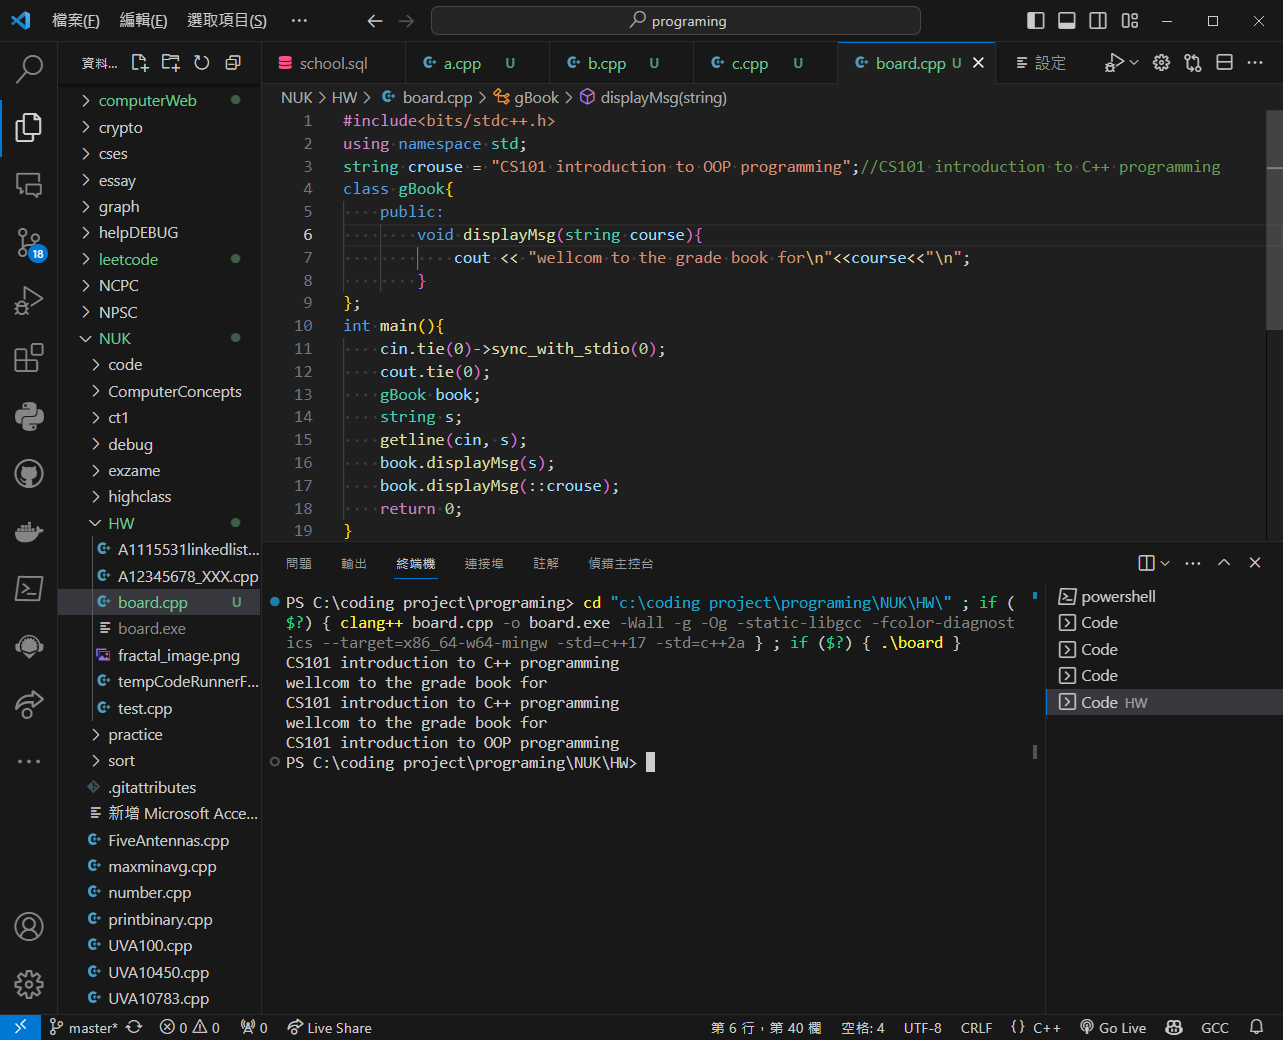 檔案(F) 編輯(E) 選取項目(S) ··· programing
資料... school.sql a.cpp U b.cpp U c.cpp U board.cpp U 設定
NUK > HW > board.cpp > gBook > displayMsg(string)
computerWeb
crypto
cses
essay
graph
helpDEBUG
leetcode
NCPC
NPSC
NUK
code
ComputerConcepts
ct1
debug
exzame
highclass
HW
A1115531linkedlist...
A12345678_XXX.cpp
board.cpp U
board.exe
fractal_image.png
tempCodeRunnerF...
test.cpp
practice
sort
.gitattributes
新增 Microsoft Acce...
FiveAntennas.cpp
maxminavg.cpp
number.cpp
printbinary.cpp
UVA100.cpp
UVA10450.cpp
UVA10783.cpp
18
1 #include<bits/stdc++.h>
2 using namespace std;
3 string crouse = "CS101 introduction to OOP programming";//CS101 introduction to C++ programming
4 class gBook{
5 public:
6 void displayMsg(string course){
7 cout << "wellcom to the grade book for\n"<<course<<"\n";
8 }
9 };
10 int main(){
11 cin.tie(0)->sync_with_stdio(0);
12 cout.tie(0);
13 gBook book;
14 string s;
15 getline(cin, s);
16 book.displayMsg(s);
17 book.displayMsg(::crouse);
18 return 0;
19 }
問題 輸出 終端機 連接埠 註解 偵錯主控台
PS C:\coding project\programing> cd "c:\coding project\programing\NUK\HW\" ; if (
$?) { clang++ board.cpp -o board.exe -Wall -g -Og -static-libgcc -fcolor-diagnost
ics --target=x86_64-w64-mingw -std=c++17 -std=c++2a } ; if ($?) { .\board }
CS101 introduction to C++ programming
wellcom to the grade book for
CS101 introduction to C++ programming
wellcom to the grade book for
CS101 introduction to OOP programming
PS C:\coding project\programing\NUK\HW>
powershell
Code
Code
Code
Code HW
master* 0 0 0 Live Share 第 6 行，第 40 欄 空格: 4 UTF-8 CRLF {} C++ Go Live GCC